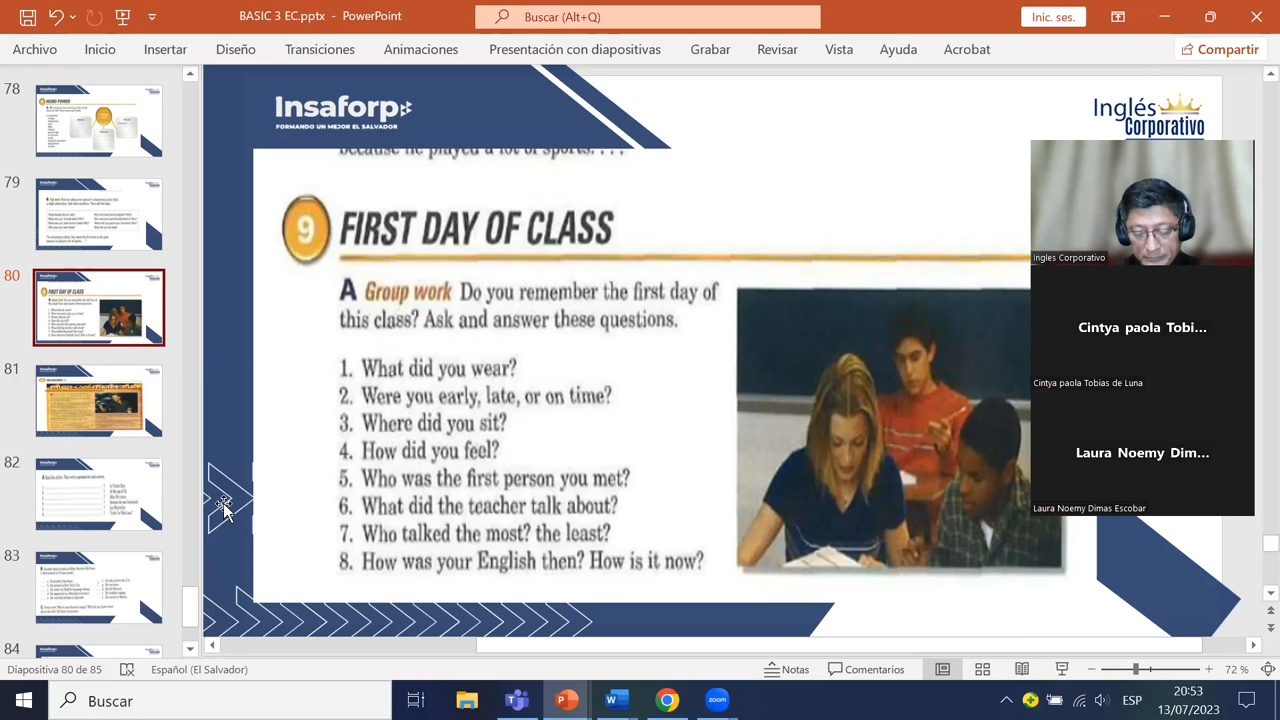 BASIC 3 EC.pptx - PowerPoint
Buscar (Alt+Q)
Inic. ses.
Archivo Inicio Insertar Diseño Transiciones Animaciones Presentación con diapositivas Grabar Revisar Vista Ayuda Acrobat
Compartir
78
79
80
81
82
83
84
Insaforp
FORMANDO UN MEJOR EL SALVADOR
Inglés
Corporativo
because he played a lot of sports. . . .
9 FIRST DAY OF CLASS
A Group work Do you remember the first day of
this class? Ask and answer these questions.
1. What did you wear?
2. Were you early, late, or on time?
3. Where did you sit?
4. How did you feel?
5. Who was the first person you met?
6. What did the teacher talk about?
7. Who talked the most? the least?
8. How was your English then? How is it now?
Ingles Corporativo
Cintya paola Tobi...
Cintya paola Tobias de Luna
Laura Noemy Dim...
Laura Noemy Dimas Escobar
Diapositiva 80 de 85
Español (El Salvador)
Notas
Comentarios
72 %
Buscar
zoom
ESP
20:53
13/07/2023